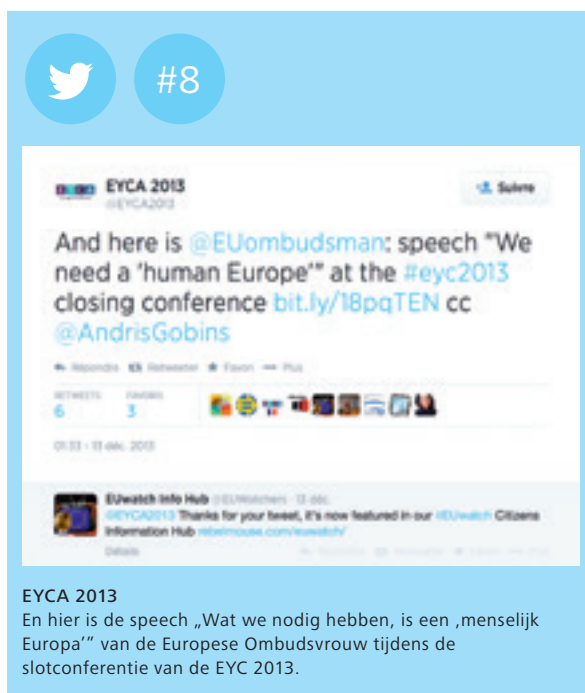 #8
EYCA 2013
@EYCA2013
Suivre
And here is @EUombudsman: speech "We
need a 'human Europe'" at the #eyc2013
closing conference bit.ly/18pqTEN cc
@AndrisGobins
Répondre Retweeter Favori Plus
RETWEETS FAVORIS
6 3
01:33 - 13 déc. 2013
EUwatch Info Hub @EUWatchers · 13 déc.
@EYCA2013 Thanks for your tweet, it's now featured in our #EUwatch Citizens
Information Hub rebelmouse.com/euwatch/
Détails
EYCA 2013
En hier is de speech „Wat we nodig hebben, is een ‚menselijk
Europa’” van de Europese Ombudsvrouw tijdens de
slotconferentie van de EYC 2013.